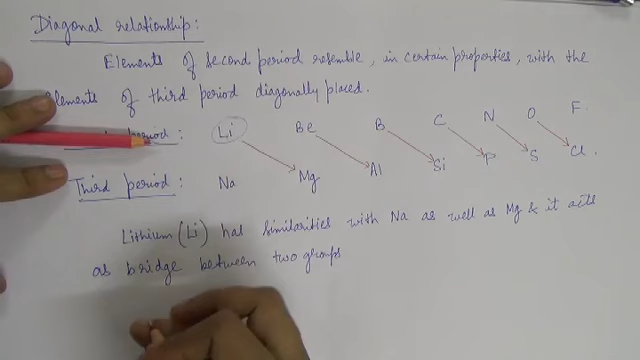 Diagonal relationship:
Elements of second period resemble, in certain properties, with the
elements of third period diagonally placed.
period : Li Be B C N O F
Third period : Na Mg Al Si P S Cl.
Lithium (Li) has similarities with Na as well as Mg & it acts
as bridge between two groups